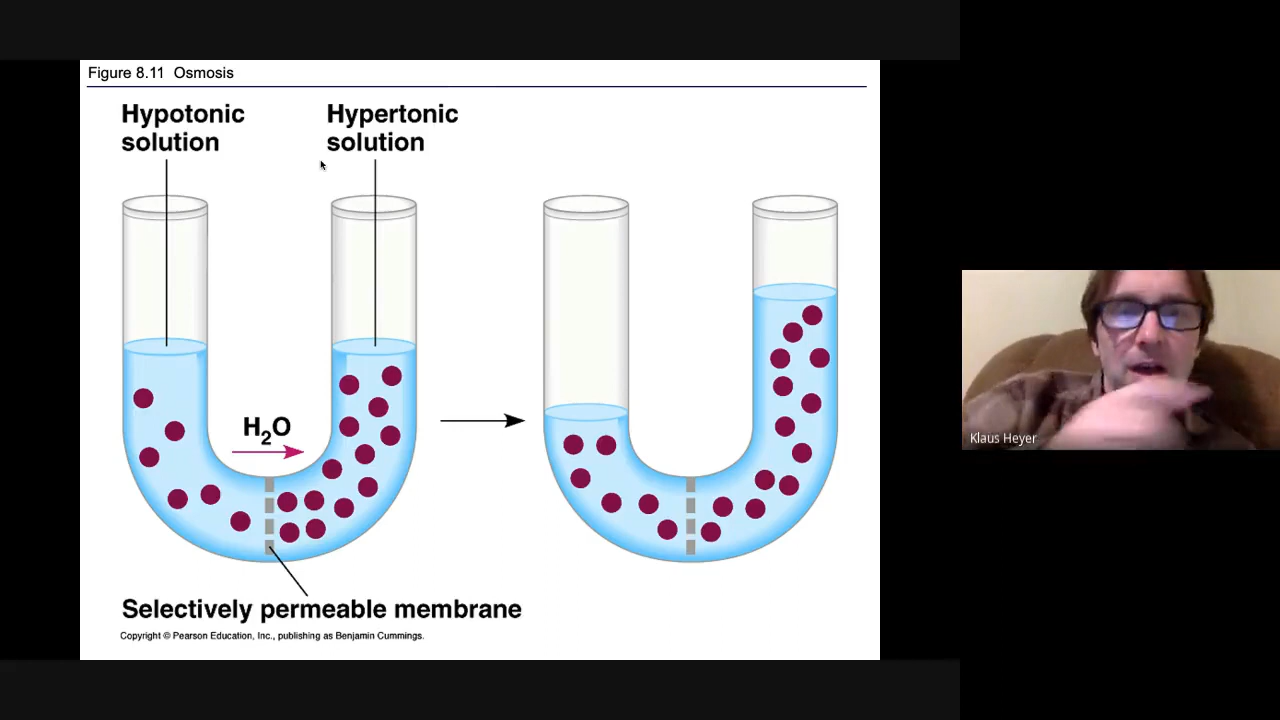 Figure 8.11 Osmosis
Hypotonic
solution
Hypertonic
solution
H2O
Selectively permeable membrane
Copyright © Pearson Education, Inc., publishing as Benjamin Cummings.
Klaus Heyer